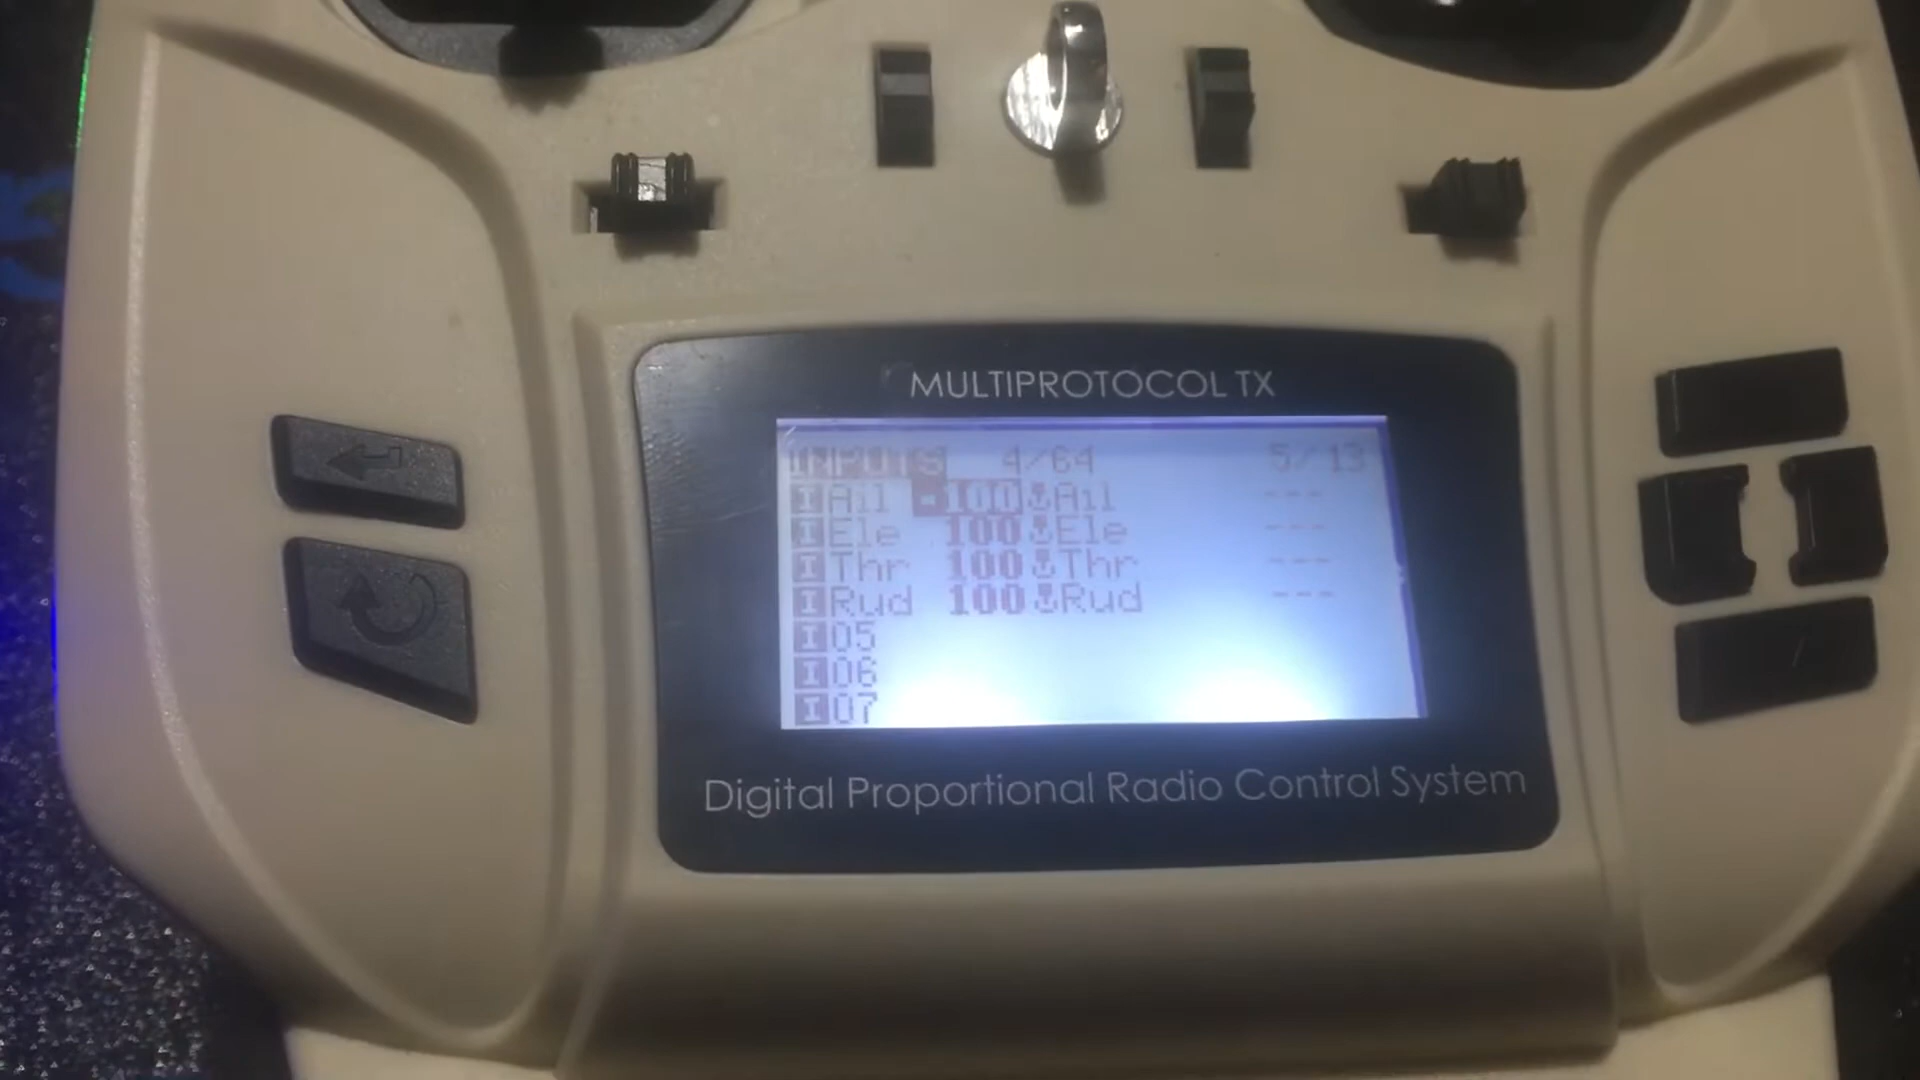 MULTIPROTOCOL TX
INPUTS 4/64 5/13
I Ail -100 Ail ---
I Ele 100 Ele ---
I Thr 100 Thr ---
I Rud 100 Rud ---
I 05
I 06
I 07
Digital Proportional Radio Control System